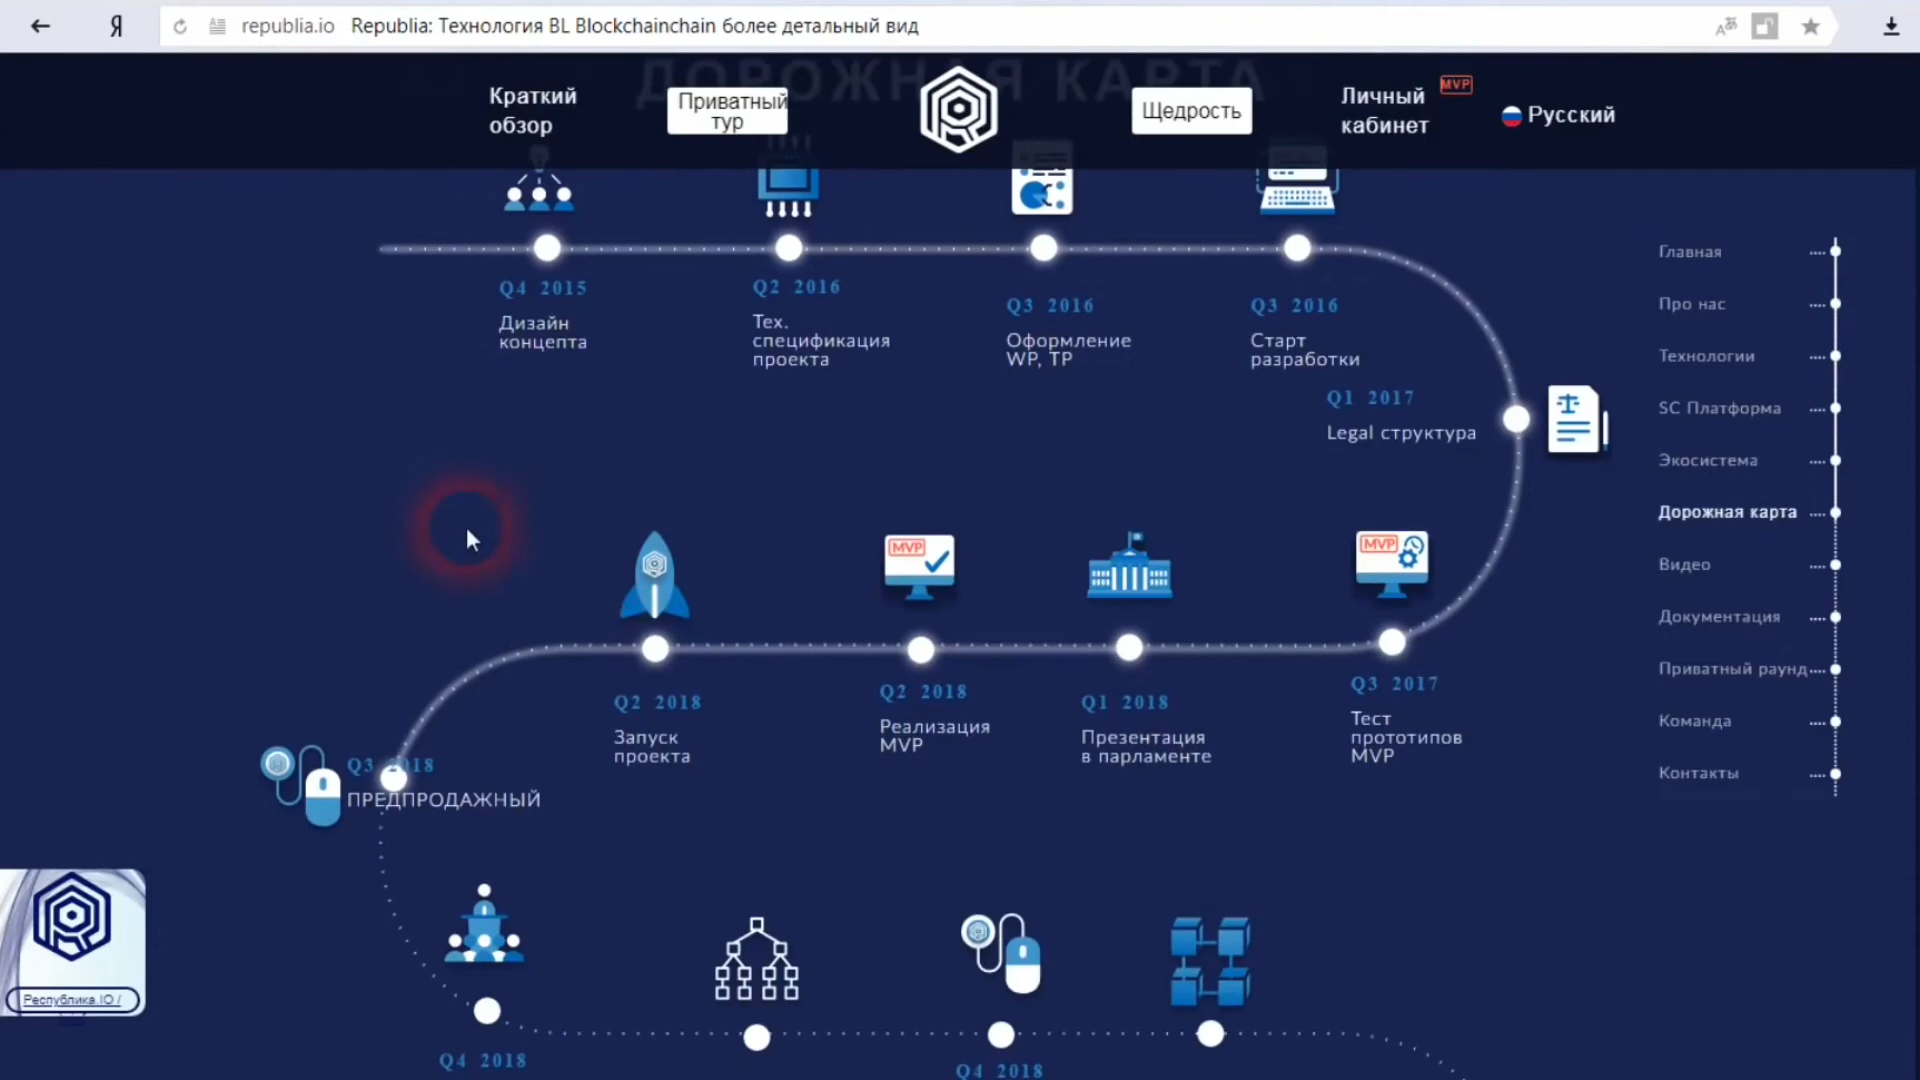 republia.io Republia: Технология BL Blockchainchain более детальный вид
ДОРОЖНАЯ КАРТА
Краткий
обзор
Приватный
тур
Щедрость
Личный
кабинет
MVP
Русский
Q4 2015
Дизайн
концепта
Q2 2016
Тех.
спецификация
проекта
Q3 2016
Оформление
WP, TP
Q3 2016
Старт
разработки
Q1 2017
Legal структура
MVP
MVP
Q2 2018
Запуск
проекта
Q2 2018
Реализация
MVP
Q1 2018
Презентация
в парламенте
Q3 2017
Тест
прототипов
MVP
Q3 2018
ПРЕДПРОДАЖНЫЙ
Q4 2018
Q4 2018
Главная
Про нас
Технологии
SC Платформа
Экосистема
Дорожная карта
Видео
Документация
Приватный раунд
Команда
Контакты
Республика.IO /